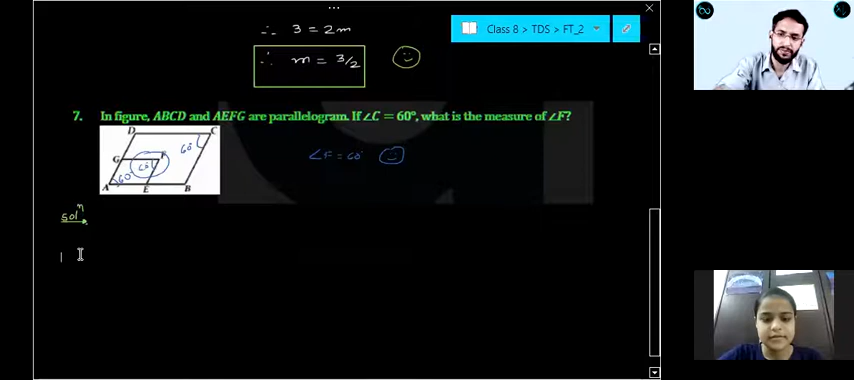 ∴ 3 = 2m
Class 8 > TDS > FT_2
∴ m = 3/2
7. In figure, ABCD and AEFG are parallelogram. If ∠C = 60°, what is the measure of ∠F?
D C
60°
G F
60°
60°
A E B
∠F = 60°
solⁿ